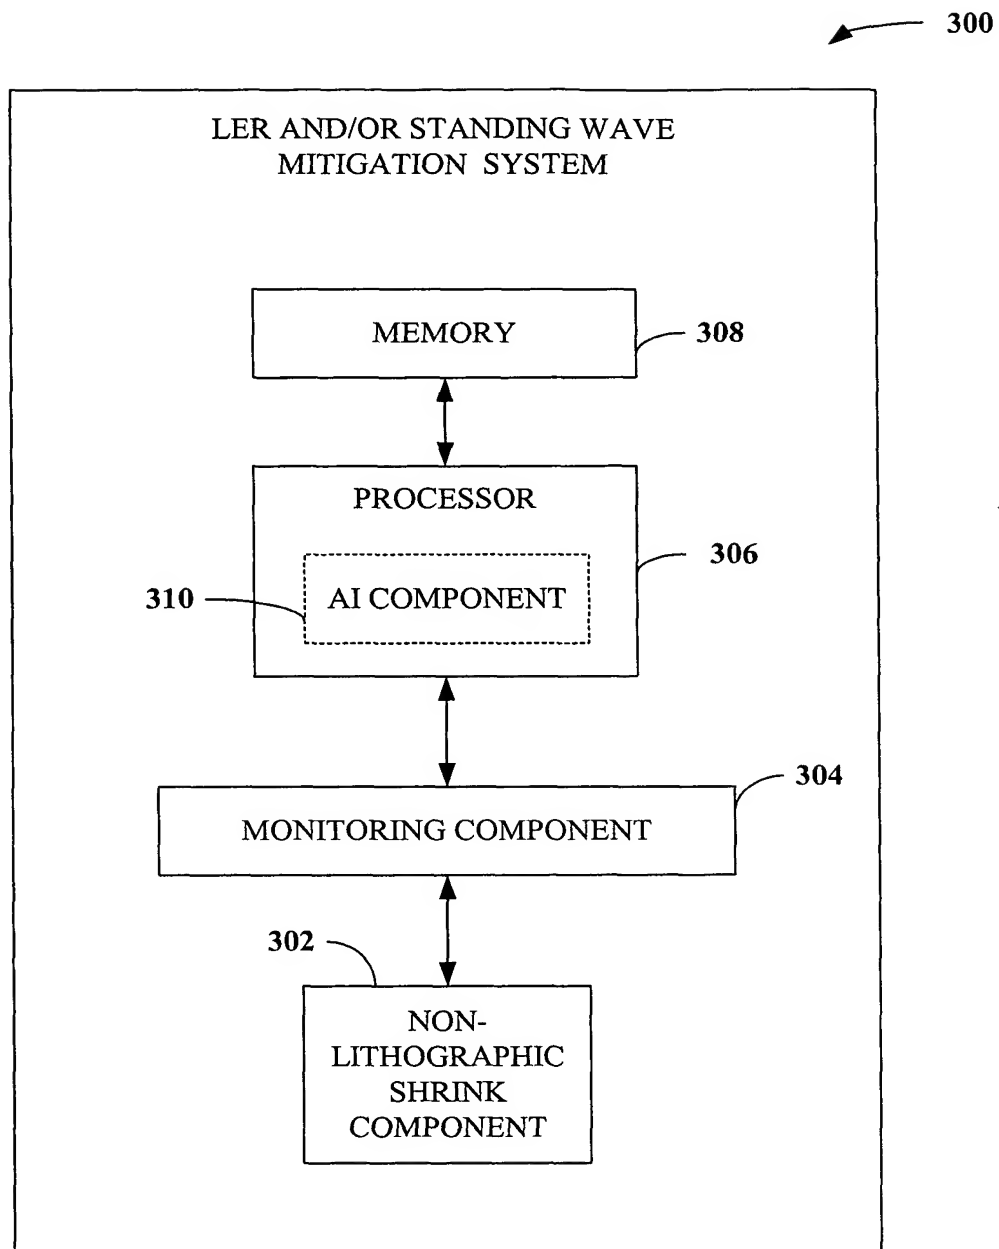 300
LER AND/OR STANDING WAVE
MITIGATION SYSTEM
MEMORY
308
PROCESSOR
306
310
AI COMPONENT
304
MONITORING COMPONENT
302
NON-
LITHOGRAPHIC
SHRINK
COMPONENT